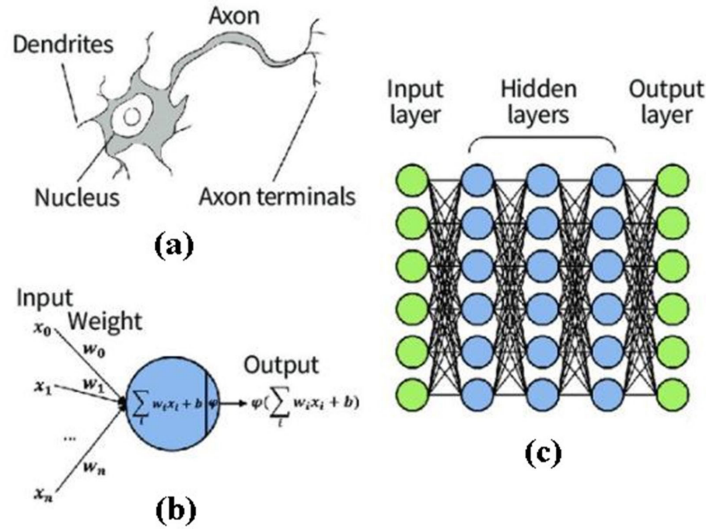 Axon
Dendrites
Nucleus
Axon terminals
(a)
Input
Weight
x₀
w₀
x₁
w₁
...
wₙ
xₙ
∑ᵢ wᵢxᵢ + b φ
Output
φ(∑ᵢ wᵢxᵢ + b)
(b)
Input layer
Hidden layers
Output layer
(c)